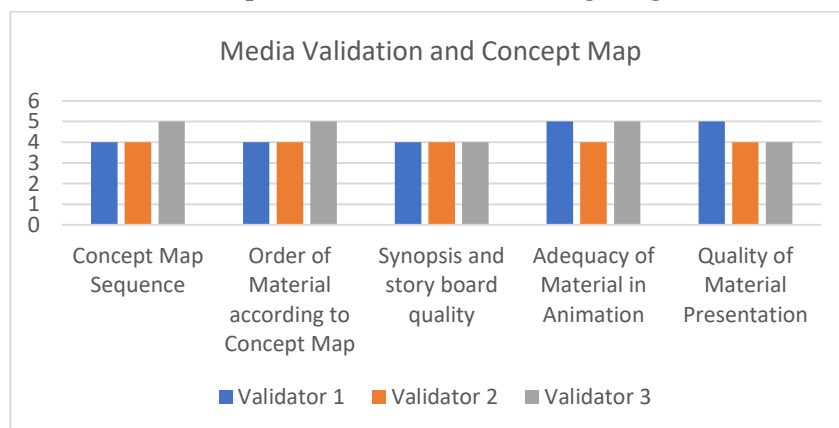 Media Validation and Concept Map
6
5
4
3
2
1
0
Concept Map
Sequence
Order of
Material
according to
Concept Map
Synopsis and
story board
quality
Adequacy of
Material in
Animation
Quality of
Material
Presentation
Validator 1 Validator 2 Validator 3